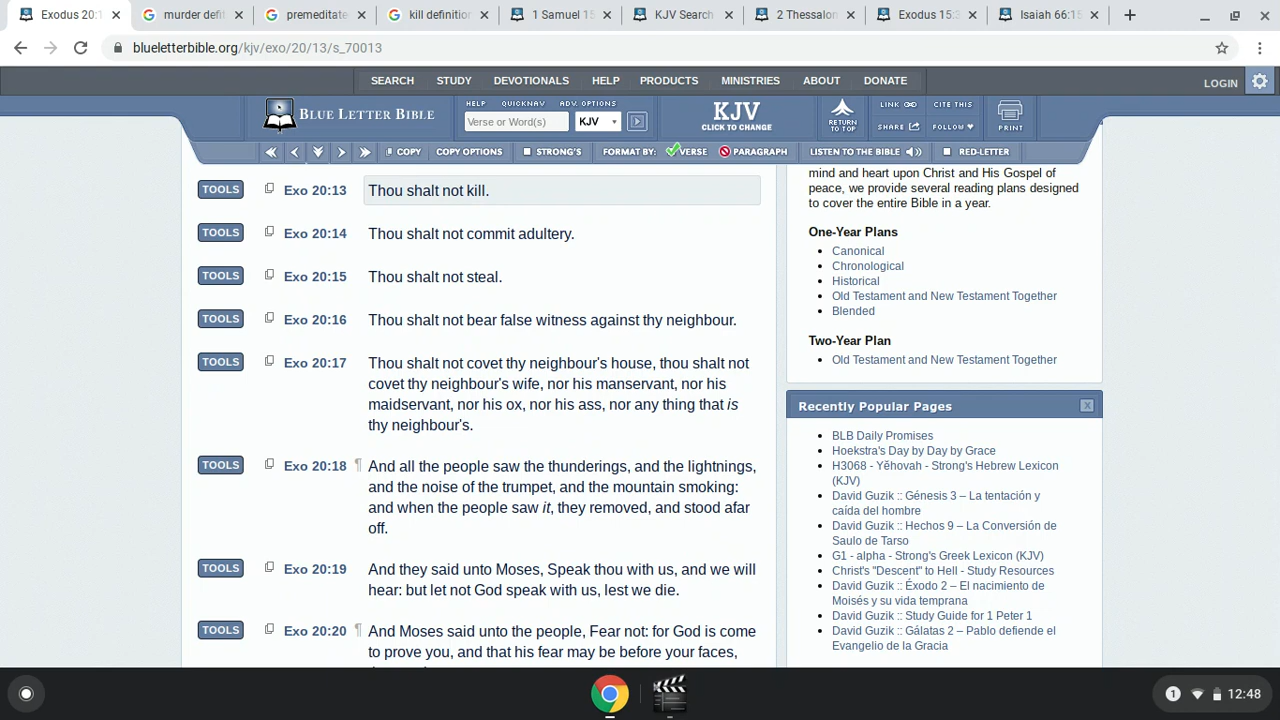 Exodus 20:1
murder defi
premeditate
kill definition
1 Samuel 15
KJV Search
2 Thessalon
Exodus 15:3
Isaiah 66:15
blueletterbible.org/kjv/exo/20/13/s_70013
SEARCH STUDY DEVOTIONALS HELP PRODUCTS MINISTRIES ABOUT DONATE
LOGIN
BLUE LETTER BIBLE
HELP QUICKNAV ADV. OPTIONS
Verse or Word(s) KJV
KJV
CLICK TO CHANGE
RETURN
TO TOP
LINK CITE THIS
SHARE FOLLOW
PRINT
COPY COPY OPTIONS STRONG'S FORMAT BY: VERSE PARAGRAPH LISTEN TO THE BIBLE RED-LETTER
TOOLS Exo 20:13 Thou shalt not kill.
TOOLS Exo 20:14 Thou shalt not commit adultery.
TOOLS Exo 20:15 Thou shalt not steal.
TOOLS Exo 20:16 Thou shalt not bear false witness against thy neighbour.
TOOLS Exo 20:17 Thou shalt not covet thy neighbour's house, thou shalt not
covet thy neighbour's wife, nor his manservant, nor his
maidservant, nor his ox, nor his ass, nor any thing that is
thy neighbour's.
TOOLS Exo 20:18 ¶ And all the people saw the thunderings, and the lightnings,
and the noise of the trumpet, and the mountain smoking:
and when the people saw it, they removed, and stood afar
off.
TOOLS Exo 20:19 And they said unto Moses, Speak thou with us, and we will
hear: but let not God speak with us, lest we die.
TOOLS Exo 20:20 ¶ And Moses said unto the people, Fear not: for God is come
to prove you, and that his fear may be before your faces,
mind and heart upon Christ and His Gospel of
peace, we provide several reading plans designed
to cover the entire Bible in a year.
One-Year Plans
Canonical
Chronological
Historical
Old Testament and New Testament Together
Blended
Two-Year Plan
Old Testament and New Testament Together
Recently Popular Pages
BLB Daily Promises
Hoekstra's Day by Day by Grace
H3068 - Yĕhovah - Strong's Hebrew Lexicon
(KJV)
David Guzik :: Génesis 3 – La tentación y
caída del hombre
David Guzik :: Hechos 9 – La Conversión de
Saulo de Tarso
G1 - alpha - Strong's Greek Lexicon (KJV)
Christ's "Descent" to Hell - Study Resources
David Guzik :: Éxodo 2 – El nacimiento de
Moisés y su vida temprana
David Guzik :: Study Guide for 1 Peter 1
David Guzik :: Gálatas 2 – Pablo defiende el
Evangelio de la Gracia
1 12:48